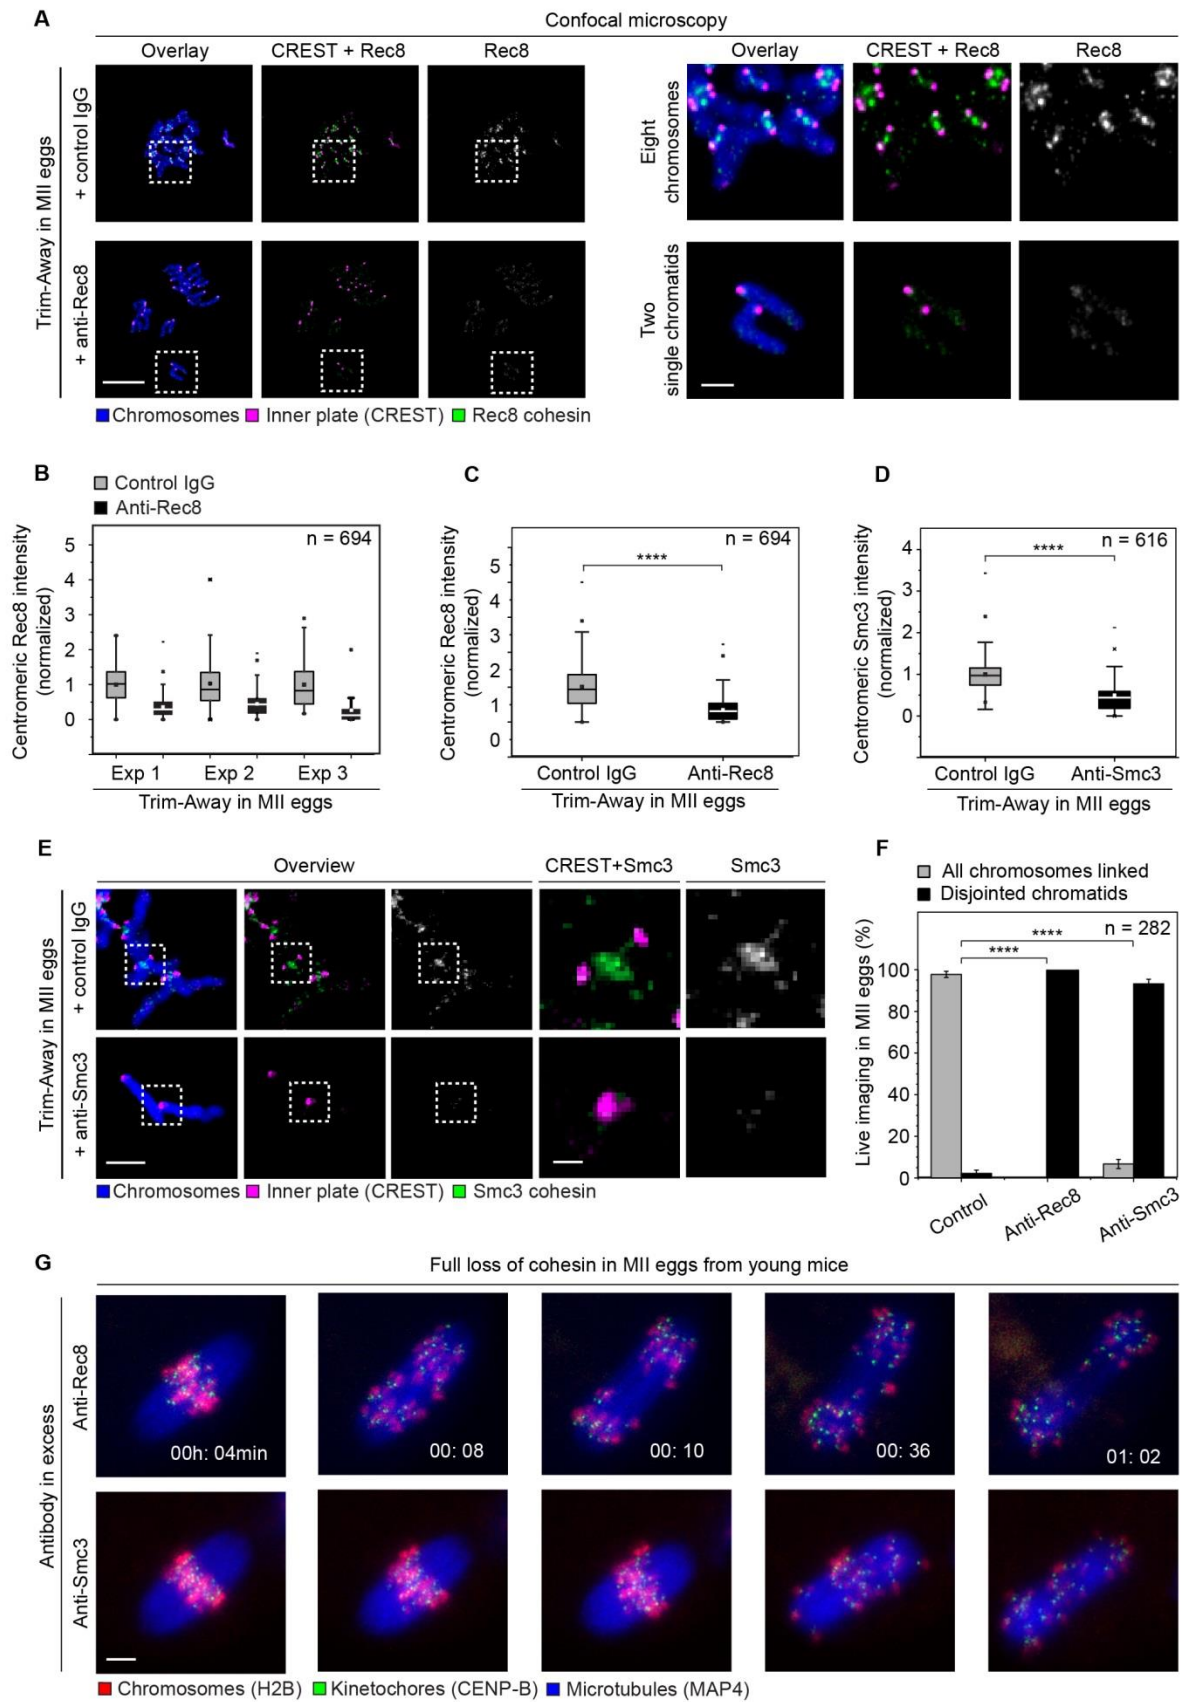 A
Confocal microscopy
Overlay
CREST + Rec8
Rec8
Overlay
CREST + Rec8
Rec8
Trim-Away in MII eggs
+ control IgG
+ anti-Rec8
Eight
chromosomes
Two
single chromatids
Chromosomes Inner plate (CREST) Rec8 cohesin
B
Control IgG
Anti-Rec8
n = 694
Centromeric Rec8 intensity
(normalized)
5
4
3
2
1
0
Exp 1
Exp 2
Exp 3
Trim-Away in MII eggs
C
n = 694
****
Centromeric Rec8 intensity
(normalized)
5
4
3
2
1
0
Control IgG
Anti-Rec8
Trim-Away in MII eggs
D
n = 616
****
Centromeric Smc3 intensity
(normalized)
4
3
2
1
0
Control IgG
Anti-Smc3
Trim-Away in MII eggs
E
Overview
CREST+Smc3
Smc3
Trim-Away in MII eggs
+ control IgG
+ anti-Smc3
Chromosomes Inner plate (CREST) Smc3 cohesin
F
All chromosomes linked
Disjointed chromatids
n = 282
****
****
Live imaging in MII eggs (%)
100
80
60
40
20
0
Control
Anti-Rec8
Anti-Smc3
G
Full loss of cohesin in MII eggs from young mice
Antibody in excess
Anti-Rec8
00h: 04min
00: 08
00: 10
00: 36
01: 02
Anti-Smc3
Chromosomes (H2B) Kinetochores (CENP-B) Microtubules (MAP4)